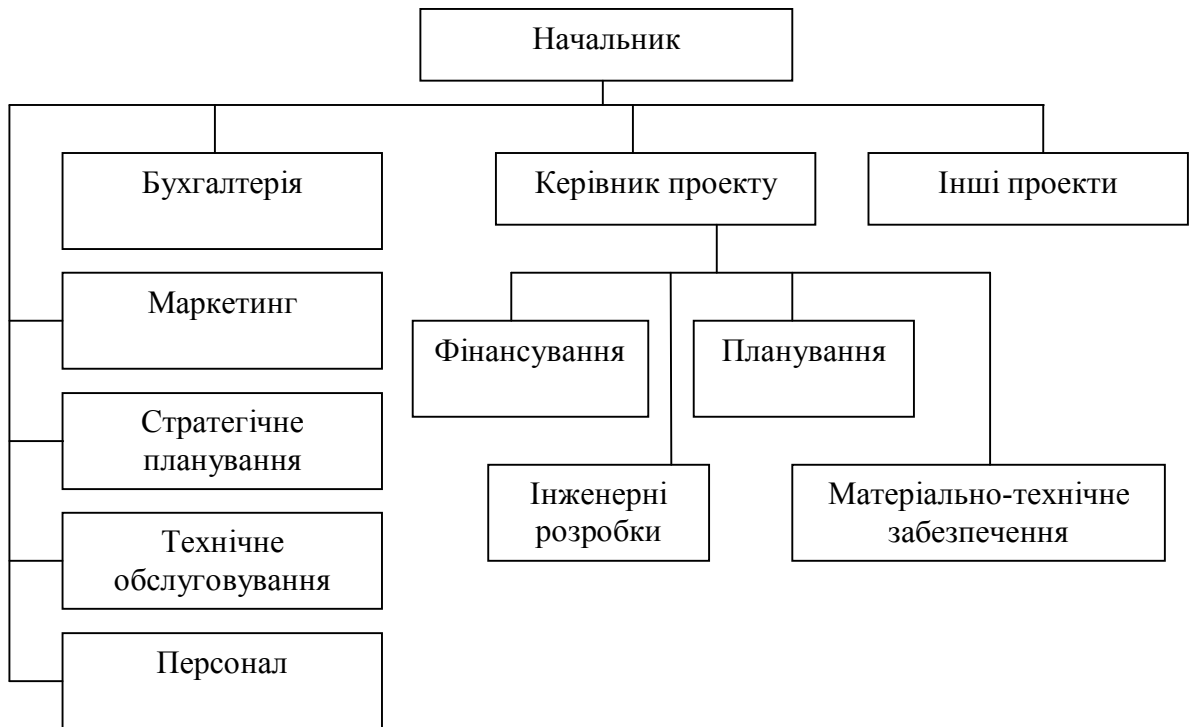 Начальник
Бухгалтерія
Керівник проекту
Інші проекти
Маркетинг
Фінансування
Планування
Стратегічне
планування
Інженерні
розробки
Матеріально-технічне
забезпечення
Технічне
обслуговування
Персонал